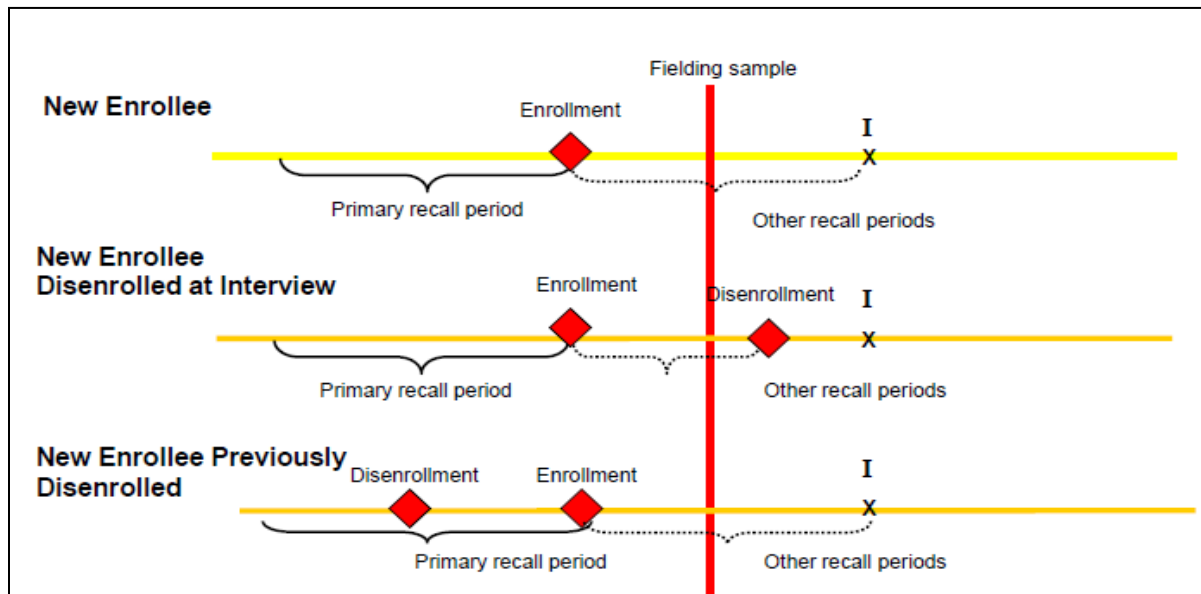 Fielding sample
New Enrollee
Enrollment
I
X
Primary recall period
Other recall periods
New Enrollee
Disenrolled at Interview
Enrollment
Disenrollment
I
X
Primary recall period
Other recall periods
New Enrollee Previously
Disenrolled
Disenrollment
Enrollment
I
X
Primary recall period
Other recall periods